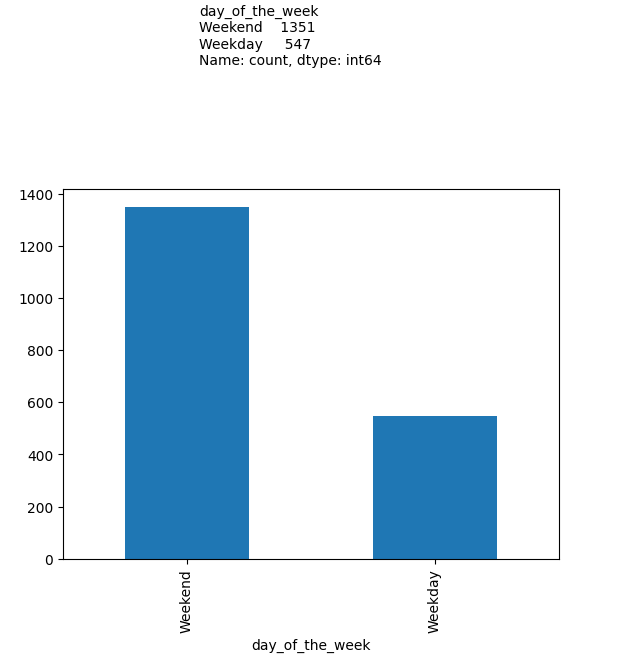 day_of_the_week
Weekend    1351
Weekday     547
Name: count, dtype: int64
1400
1200
1000
800
600
400
200
0
Weekend
Weekday
day_of_the_week